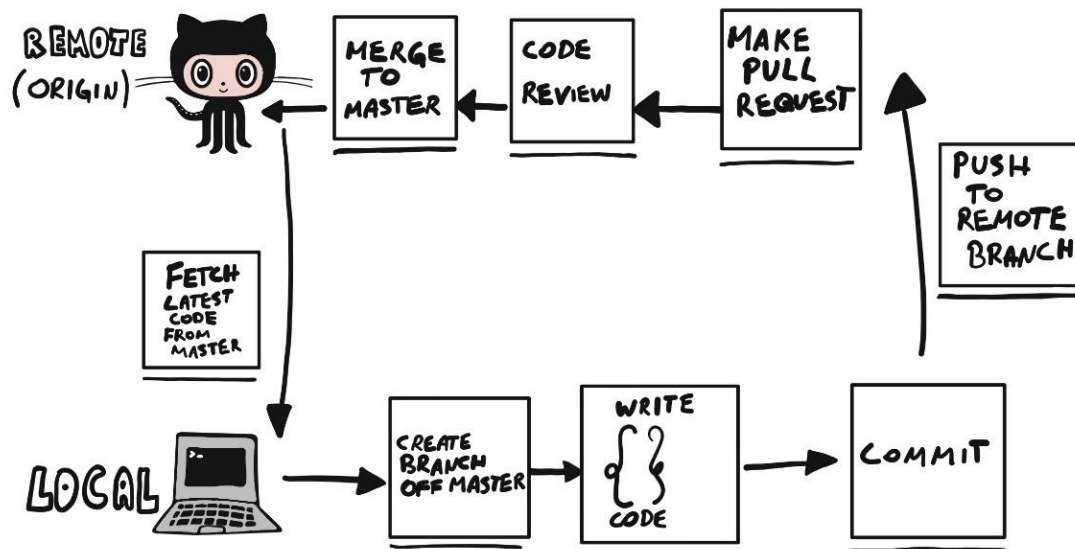 REMOTE
(ORIGIN)
MERGE
TO
MASTER
CODE
REVIEW
MAKE
PULL
REQUEST
PUSH
TO
REMOTE
BRANCH
FETCH
LATEST
CODE
FROM
MASTER
LOCAL
>_
CREATE
BRANCH
OFF MASTER
WRITE
{ }
CODE
COMMIT